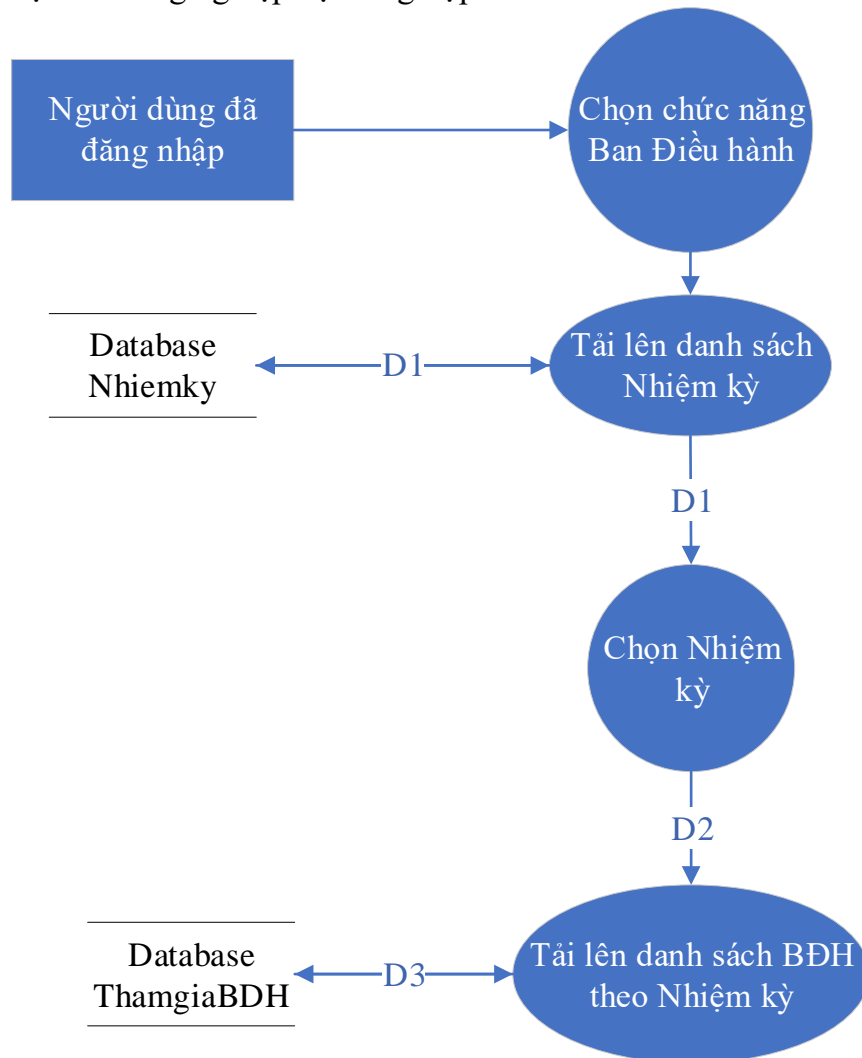 Người dùng đã
đăng nhập
Chọn chức năng
Ban Điều hành
Database
Nhiemky
D1
Tải lên danh sách
Nhiệm kỳ
D1
Chọn Nhiệm
kỳ
D2
Database
ThamgiaBDH
D3
Tải lên danh sách BĐH
theo Nhiệm kỳ